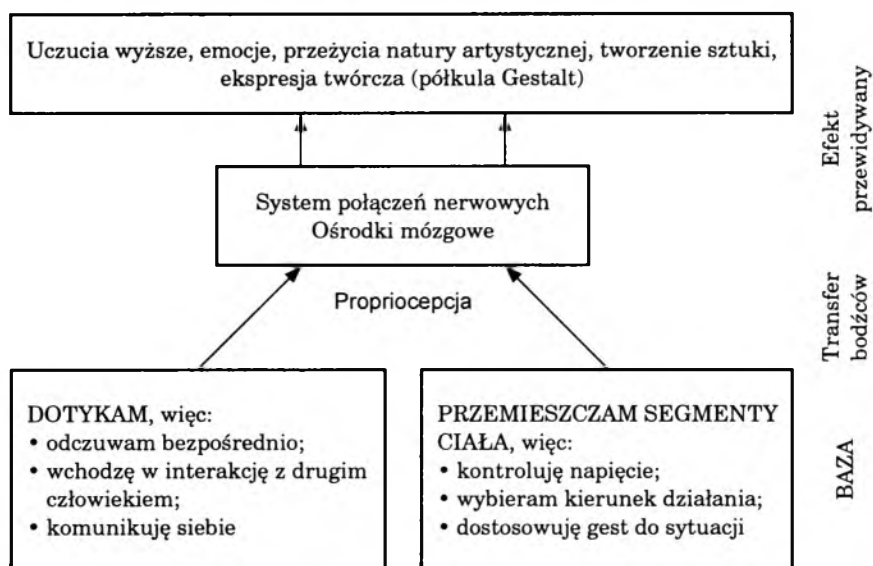 Uczucia wyższe, emocje, przeżycia natury artystycznej, tworzenie sztuki,
ekspresja twórcza (półkula Gestalt)
Efekt
przewidywany
System połączeń nerwowych
Ośrodki mózgowe
Propriocepcja
Transfer
bodźców
DOTYKAM, więc:
• odczuwam bezpośrednio;
• wchodzę w interakcję z drugim
człowiekiem;
• komunikuję siebie
PRZEMIESZCZAM SEGMENTY
CIAŁA, więc:
• kontroluję napięcie;
• wybieram kierunek działania;
• dostosowuję gest do sytuacji
BAZA